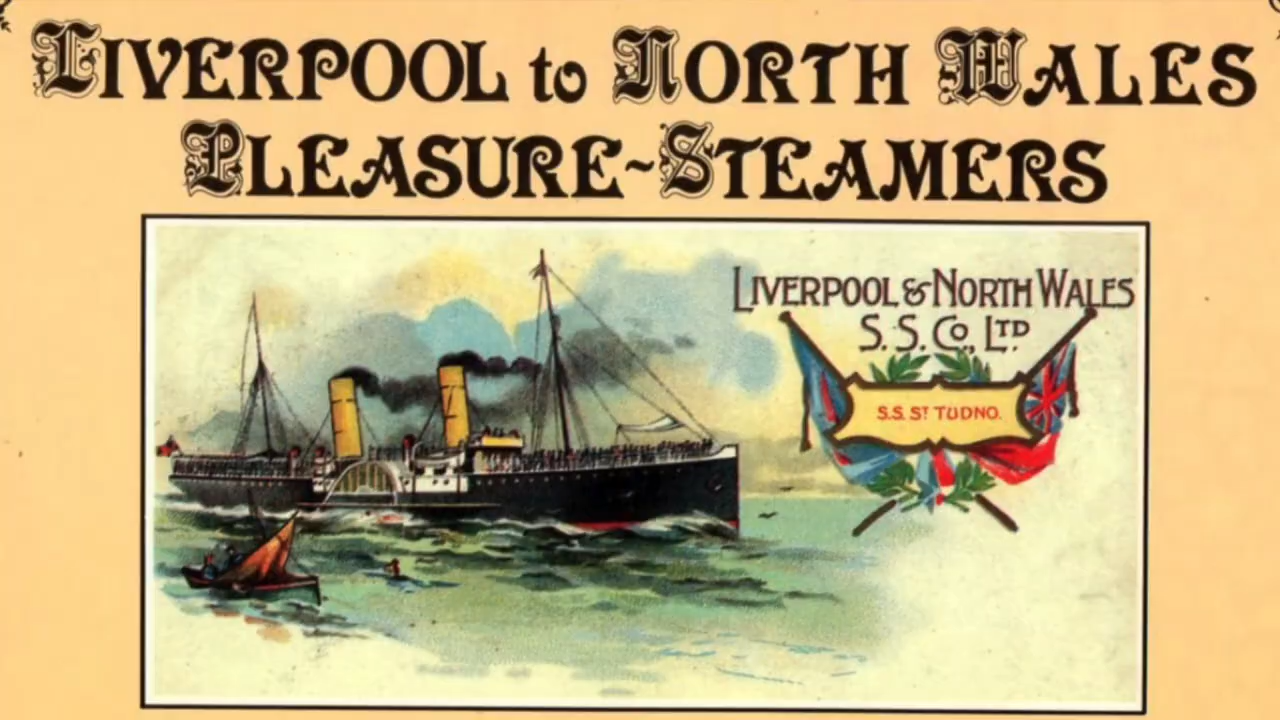 LIVERPOOL to NORTH WALES
PLEASURE~STEAMERS
LIVERPOOL & NORTH WALES
S. S. Co., LTD
S.S. ST TUDNO.